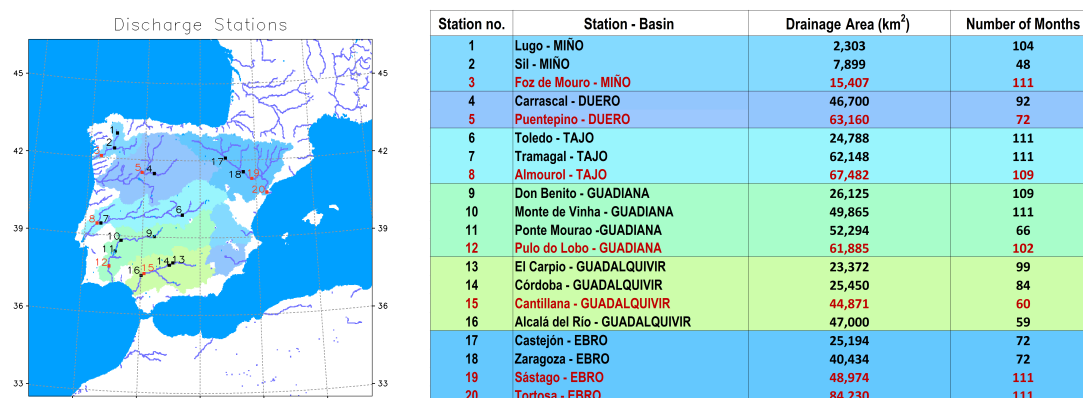 Discharge Stations
45
42
39
36
33
45
42
39
36
33
1
2
3
5
4
17
18
19
20
6
8
7
10
9
11
12
14
13
15
16
Station no. Station - Basin Drainage Area (km²) Number of Months
1 Lugo - MIÑO 2,303 104
2 Sil - MIÑO 7,899 48
3 Foz de Mouro - MIÑO 15,407 111
4 Carrascal - DUERO 46,700 92
5 Puentepino - DUERO 63,160 72
6 Toledo - TAJO 24,788 111
7 Tramagal - TAJO 62,148 111
8 Almourol - TAJO 67,482 109
9 Don Benito - GUADIANA 26,125 109
10 Monte de Vinha - GUADIANA 49,865 111
11 Ponte Mourao - GUADIANA 52,294 66
12 Pulo do Lobo - GUADIANA 61,885 102
13 El Carpio - GUADALQUIVIR 23,372 99
14 Córdoba - GUADALQUIVIR 25,450 84
15 Cantillana - GUADALQUIVIR 44,871 60
16 Alcalá del Río - GUADALQUIVIR 47,000 59
17 Castejón - EBRO 25,194 72
18 Zaragoza - EBRO 40,434 72
19 Sástago - EBRO 48,974 111
20 Tortosa - EBRO 84,230 111